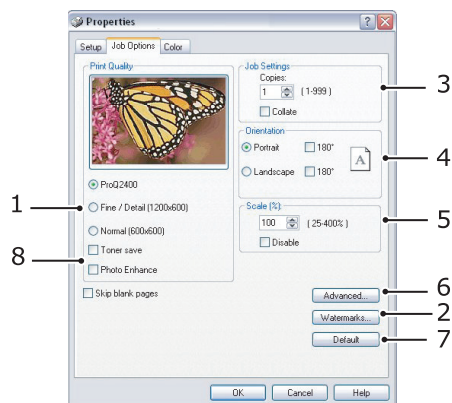 Properties
Setup Job Options Color
Print Quality
ProQ2400
Fine / Detail (1200x600)
Normal (600x600)
Toner save
Photo Enhance
Skip blank pages
Job Settings
Copies:
1 ( 1-999 )
Collate
Orientation
Portrait 180°
Landscape 180°
A
Scale (%):
100 ( 25-400% )
Disable
Advanced...
Watermarks...
Default
OK Cancel Help
1
8
3
4
5
6
2
7